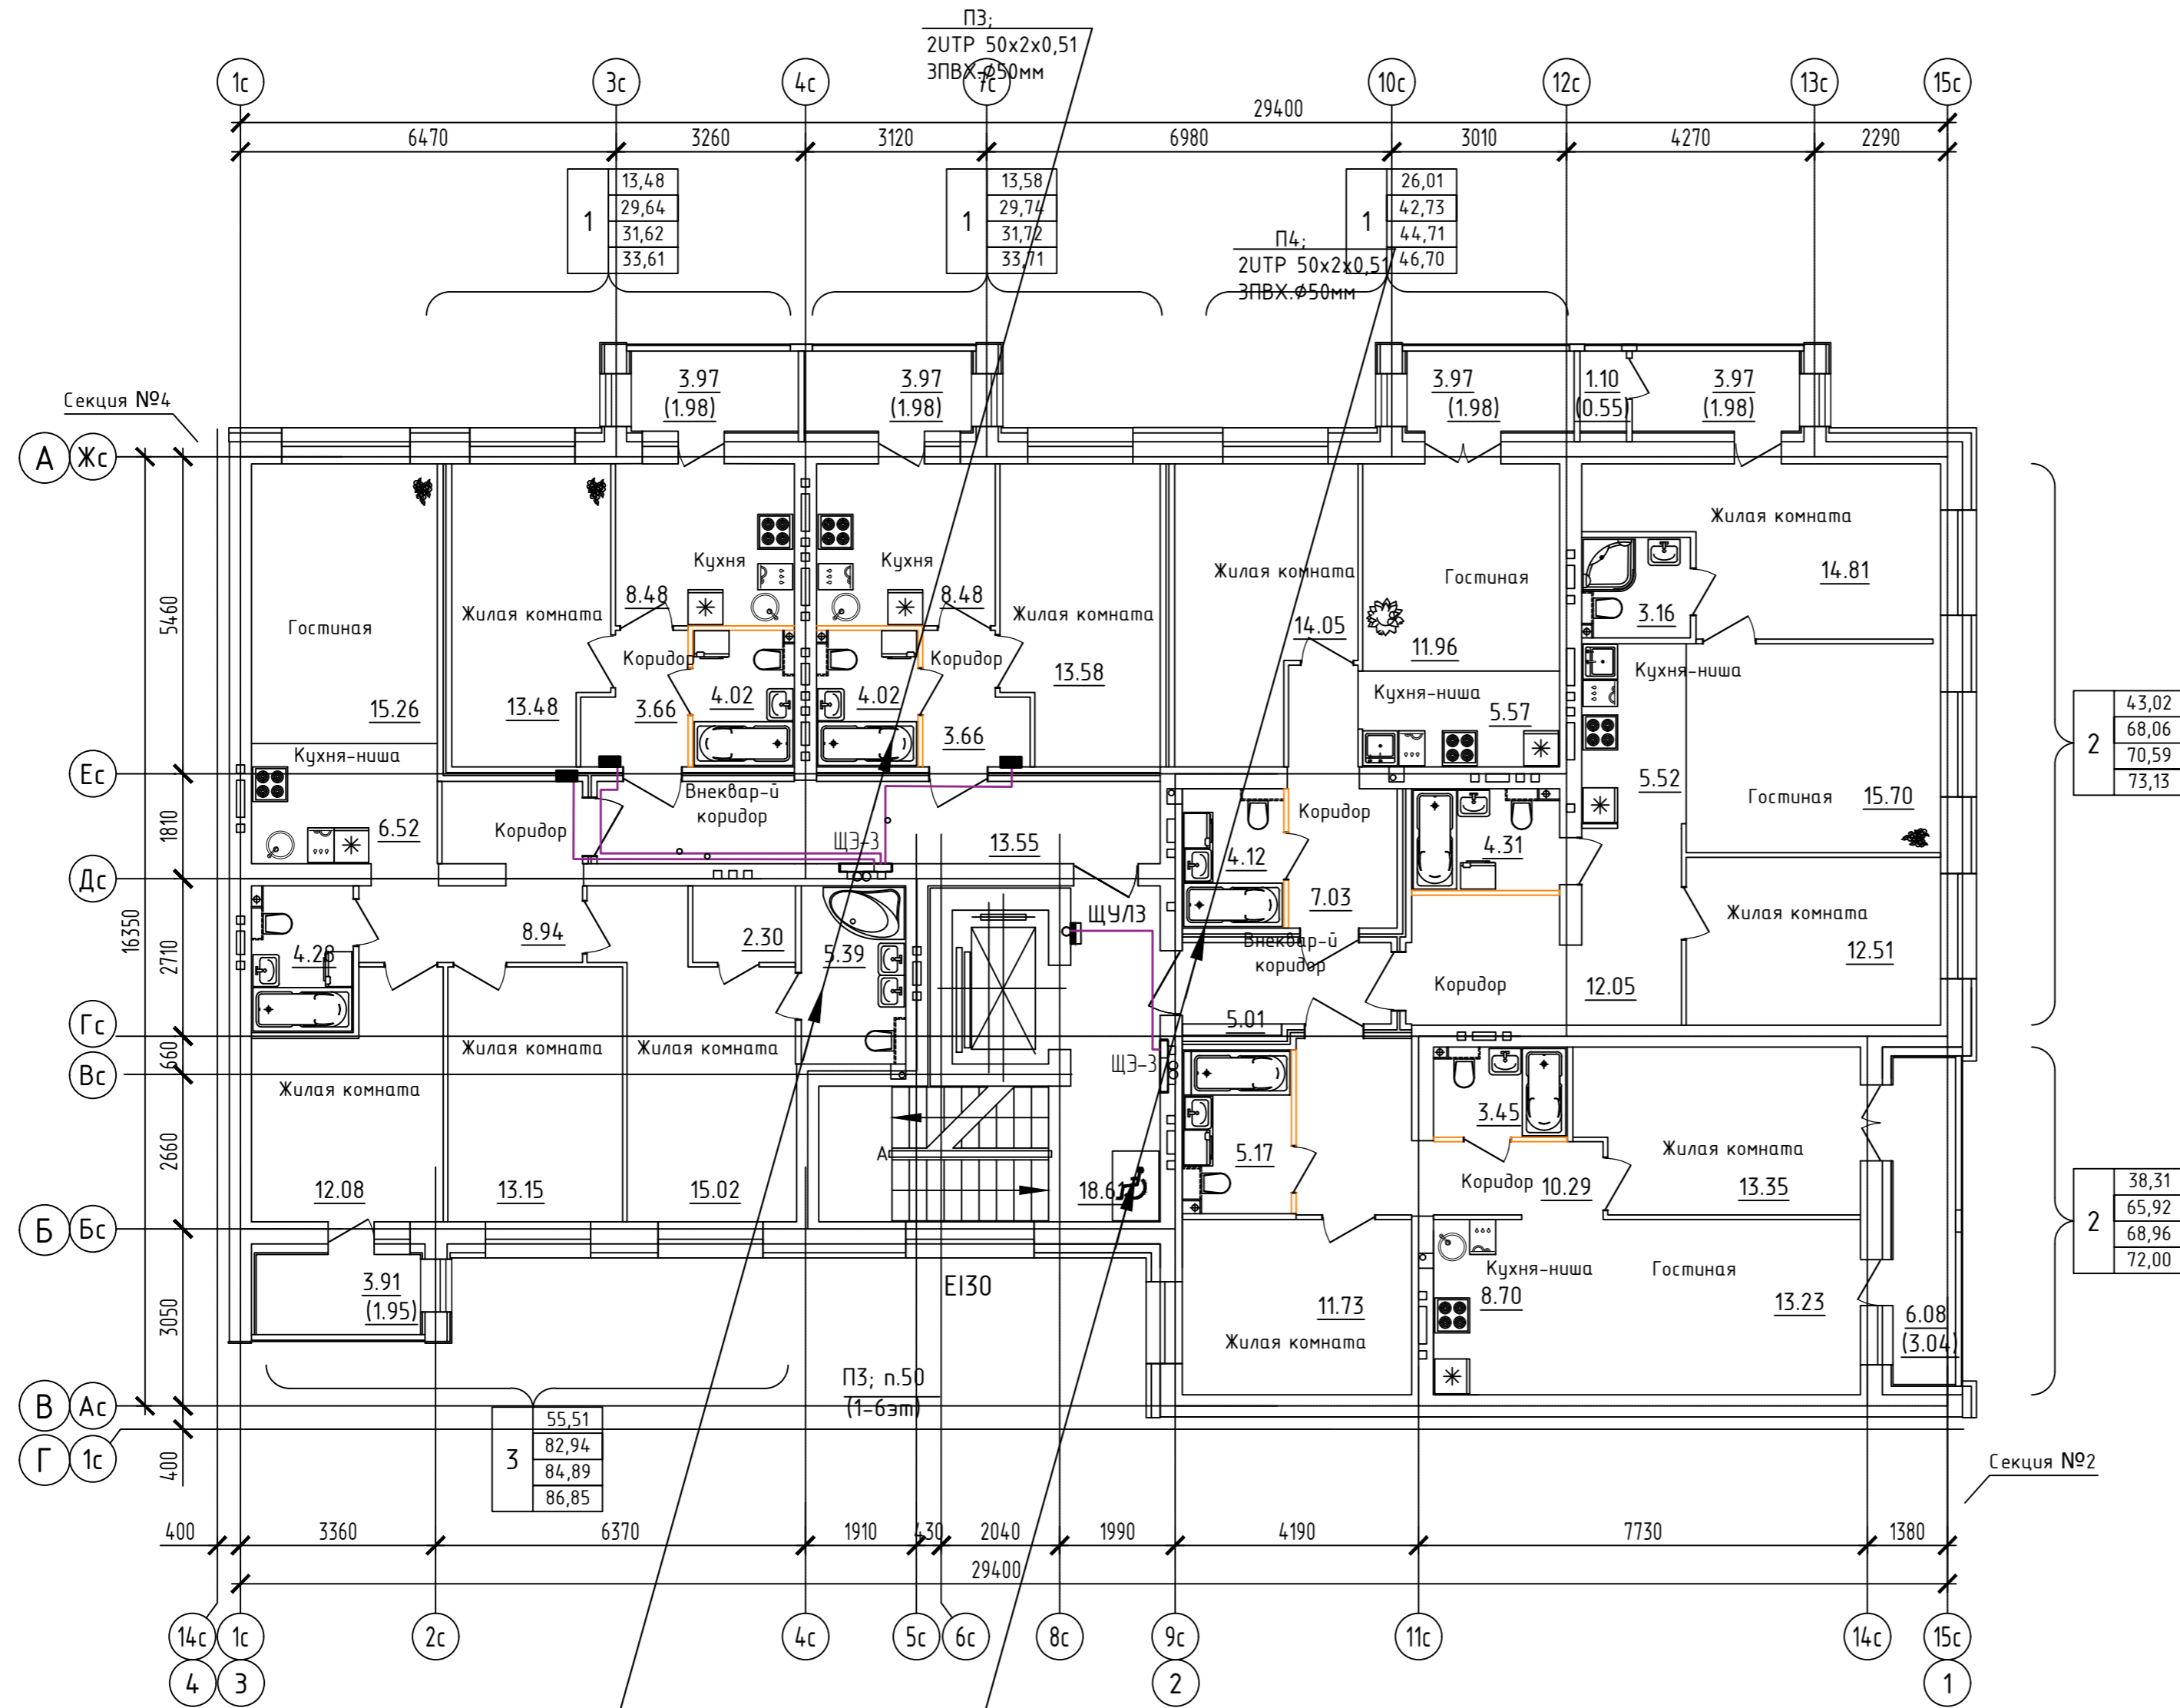 П3;
2UTP 50x2x0,51
3ПВХ.Ø50мм
1с
3с
4с
7с
10с
12с
13с
15с
29400
6470
3260
3120
6980
3010
4270
2290
1
13,48
29,64
31,62
33,61
1
13,58
29,74
31,72
33,71
1
26,01
42,73
44,71
46,70
П4;
2UTP 50x2x0,51
3ПВХ.Ø50мм
Секция №4
3.97
(1.98)
3.97
(1.98)
3.97
(1.98)
1.10
(0.55)
3.97
(1.98)
А
Жс
Жилая комната
14.81
Кухня
Кухня
Жилая комната
Гостиная
Гостиная
Жилая комната
8.48
8.48
Жилая комната
3.16
14.05
11.96
Коридор
Коридор
13.58
Кухня-ниша
15.26
13.48
3.66
4.02
4.02
3.66
Кухня-ниша
5.57
43,02
68,06
70,59
73,13
2
5460
Ес
Кухня-ниша
Внеквар-й
коридор
5.52
Гостиная
15.70
6.52
Коридор
ЩЭ-3
13.55
Коридор
4.12
4.31
1810
Дс
7.03
ЩУЛ3
Жилая комната
12.51
16350
2710
4.28
8.94
2.30
5.39
Внеквар-й
коридор
Коридор
12.05
Гс
5.01
660
Вс
Жилая комната
Жилая комната
Жилая комната
ЩЭ-3
3.45
5.17
Жилая комната
13.35
Коридор
10.29
2660
А
12.08
13.15
15.02
18.61
2
38,31
65,92
68,96
72,00
Б
Бс
3.91
(1.95)
EI30
Кухня-ниша
8.70
Гостиная
13.23
11.73
Жилая комната
6.08
(3.04)
3050
П3; п.50
(1-6эт)
В
Ас
Г
1с
400
3
55,51
82,94
84,89
86,85
Секция №2
400
3360
6370
1910
430
2040
1990
4190
7730
1380
29400
14с
1с
2с
4с
5с
6с
8с
9с
11с
14с
15с
4
3
2
1